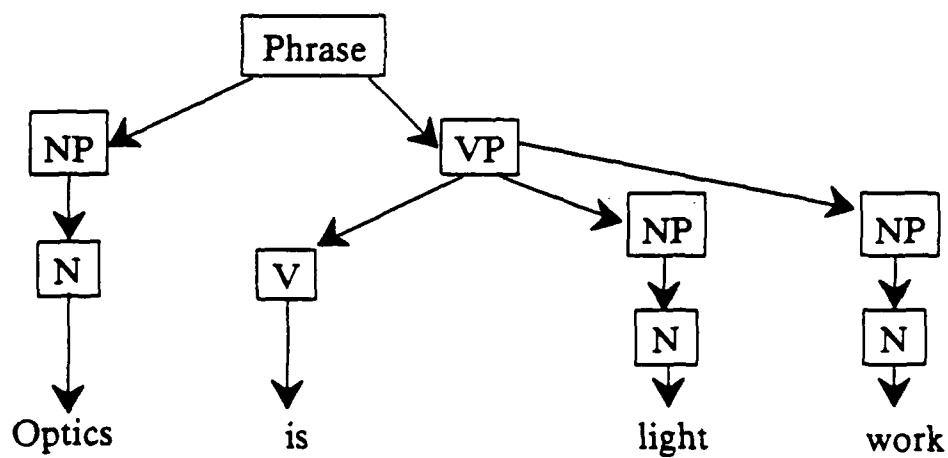 Phrase
NP VP
NP NP
N V
N N
Optics is light work